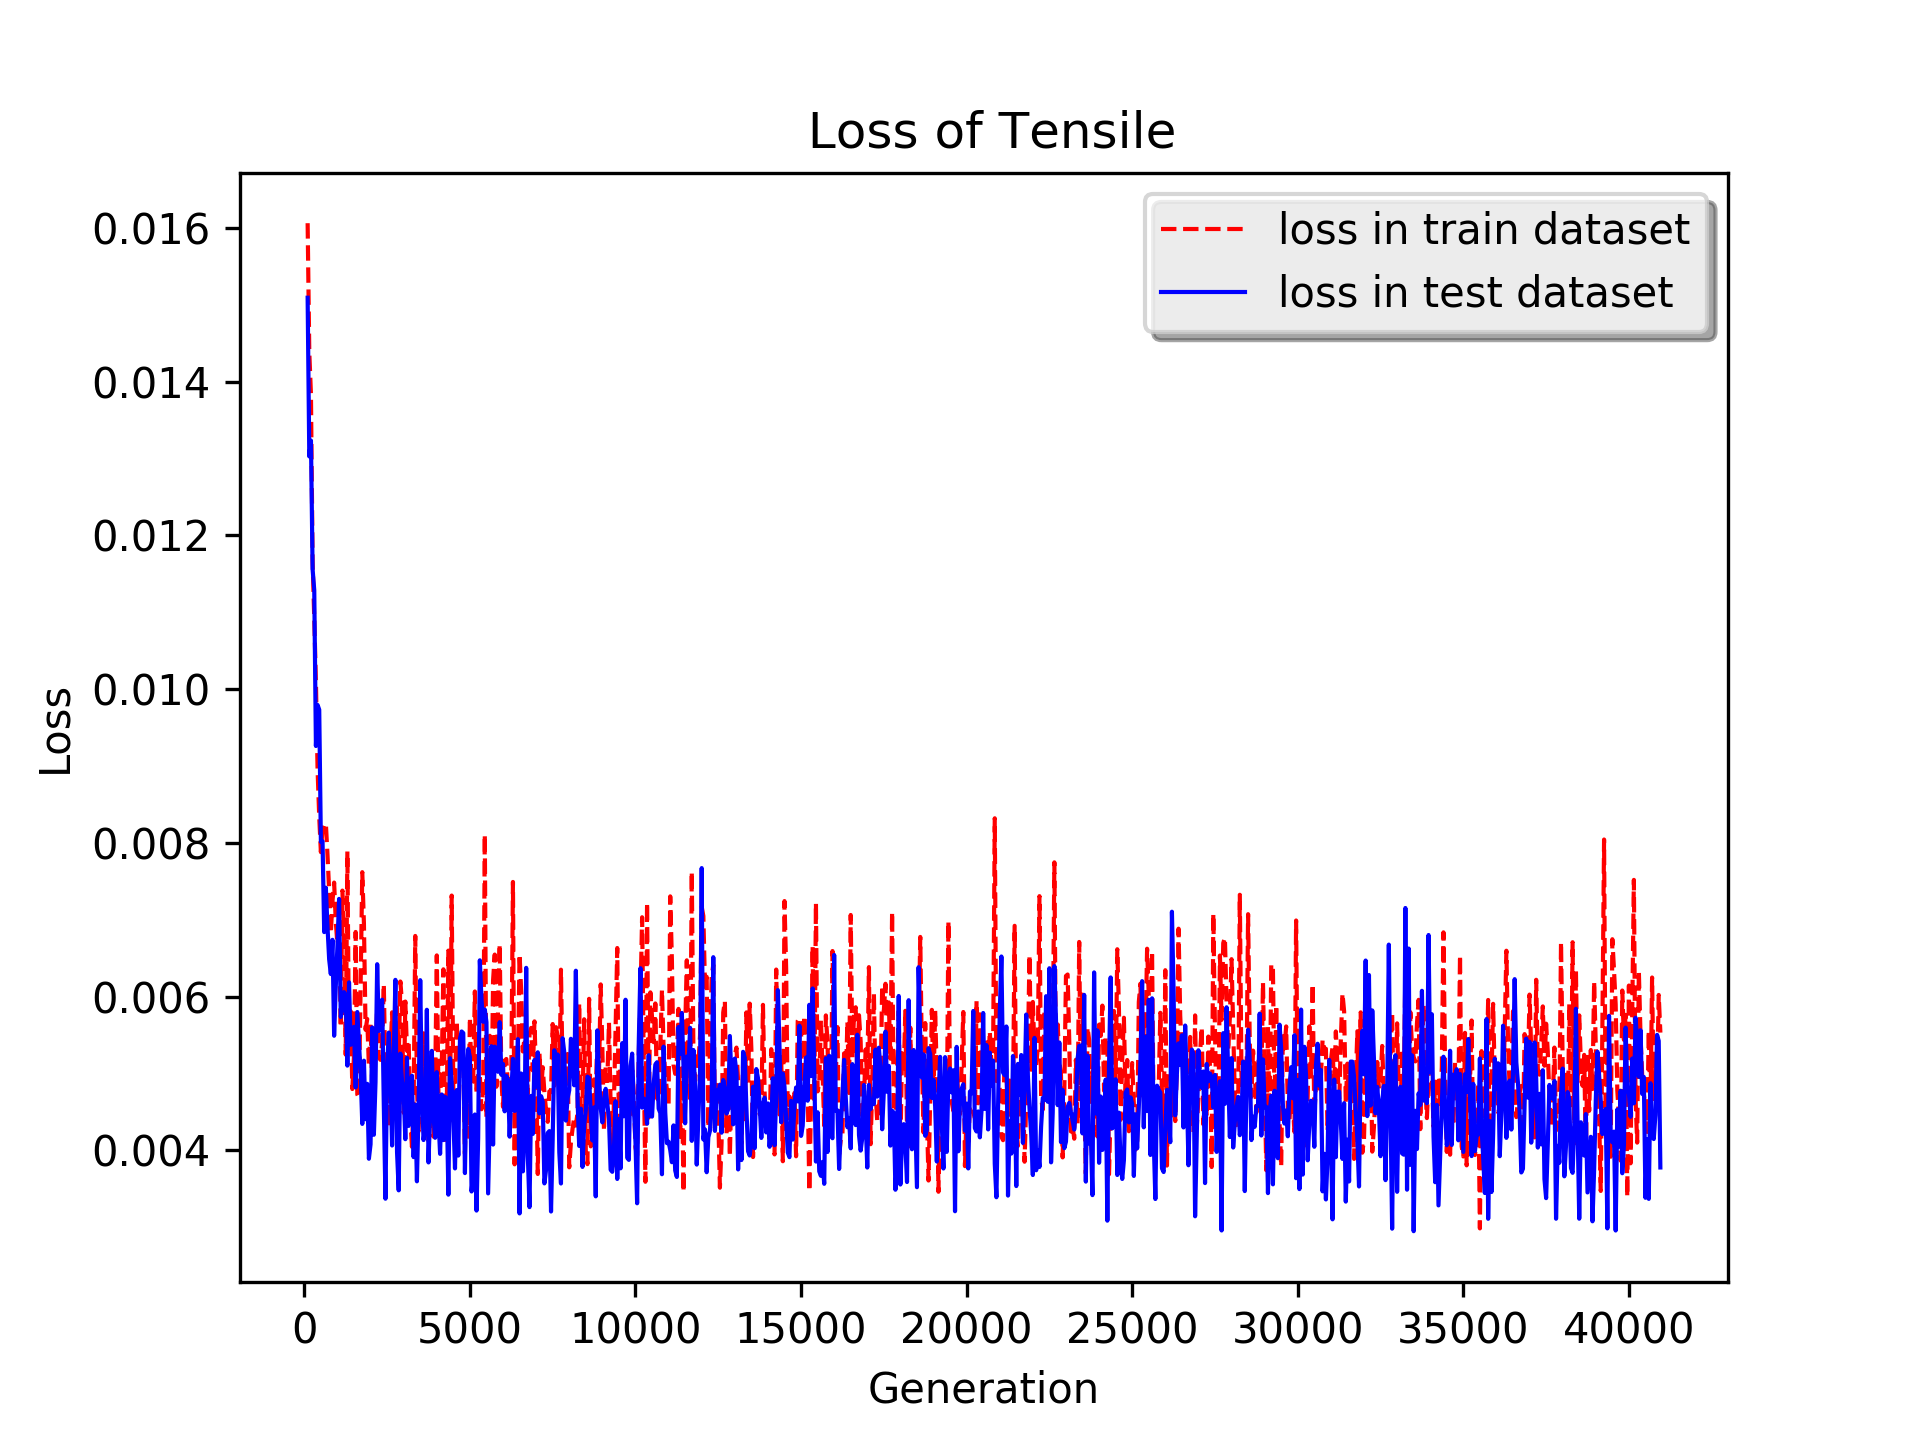 Loss of Tensile
loss in train dataset
loss in test dataset
0.016
0.014
0.012
0.010
0.008
0.006
0.004
Loss
0 5000 10000 15000 20000 25000 30000 35000 40000
Generation